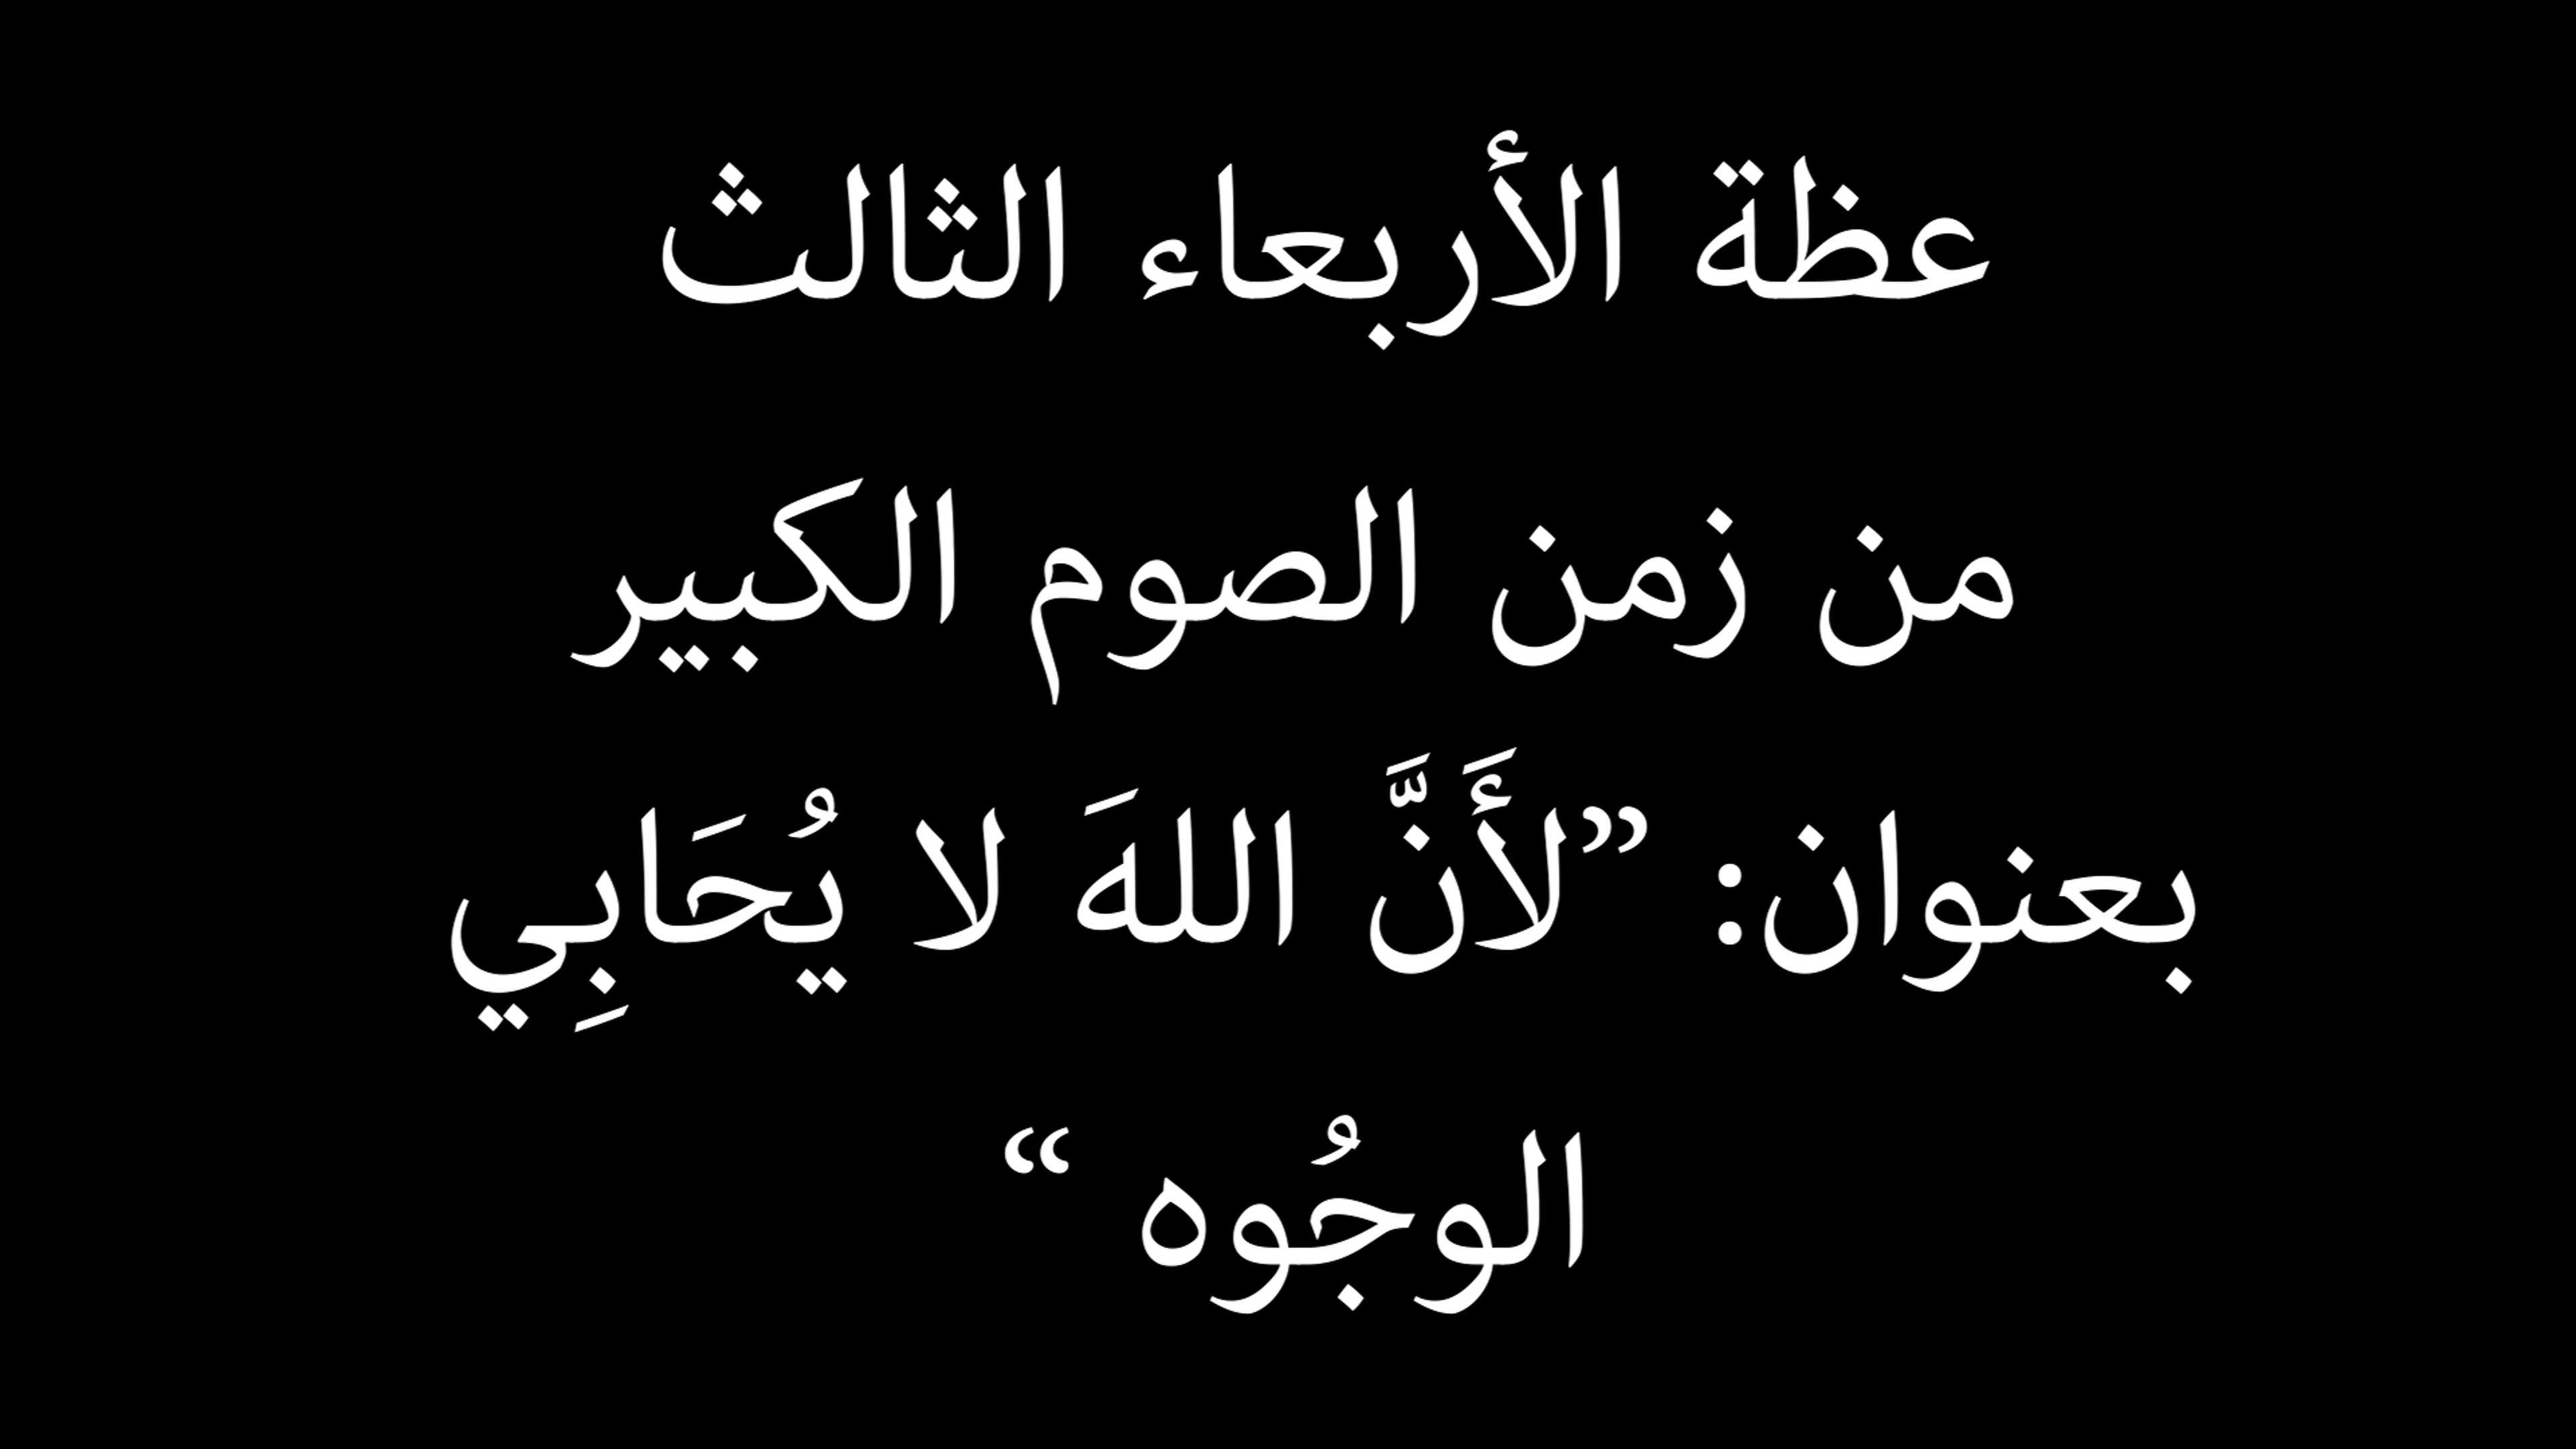 عظة الأربعاء الثالث
من زمن الصوم الكبير
بعنوان: ”لأَنَّ اللهَ لا يُحَابِي
الوجُوه “